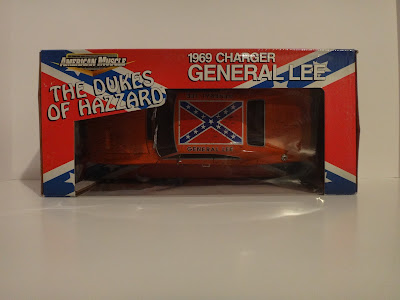 AMERICAN MUSCLE
THE DUKES
OF HAZZARD
1969 CHARGER
GENERAL LEE
GENERAL LEE